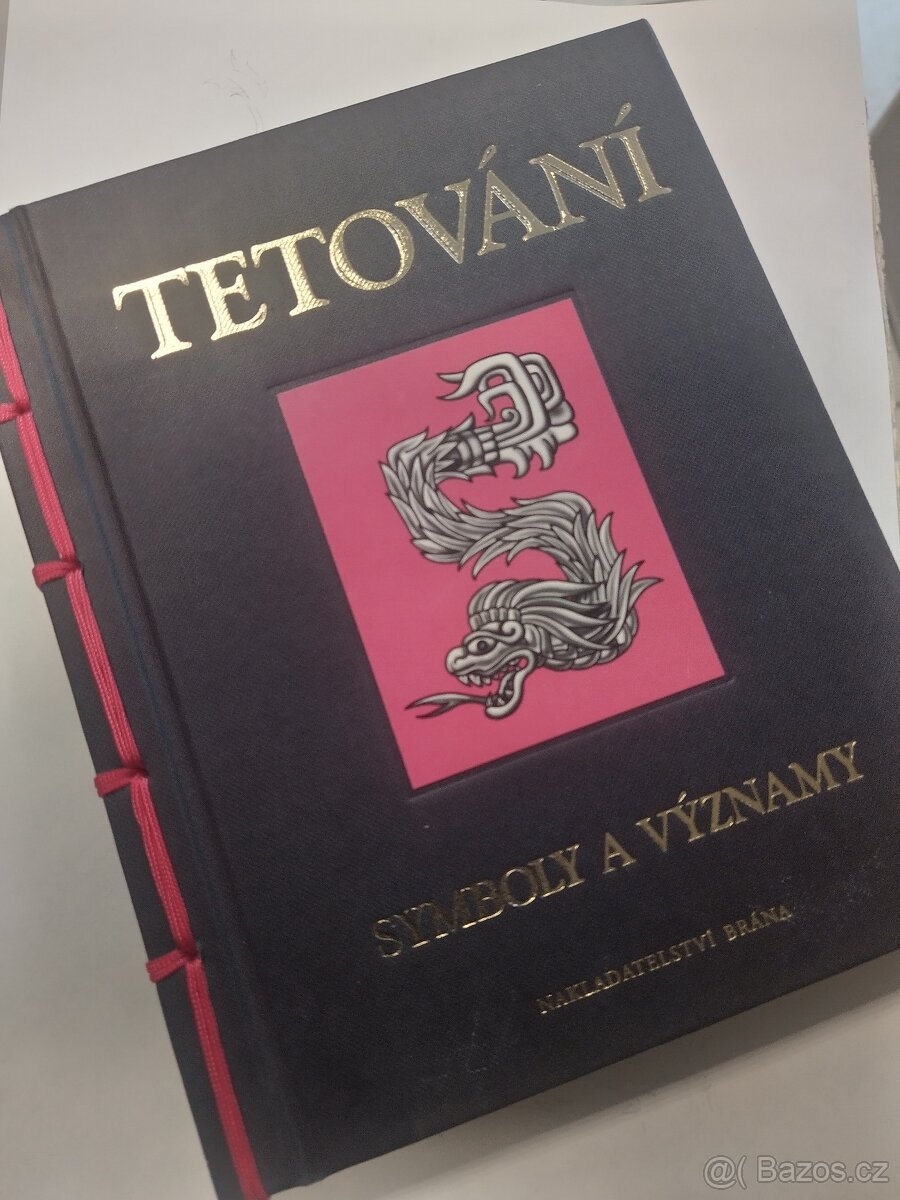 TETOVÁNÍ
SYMBOLY A VÝZNAMY
NAKLADATELSTVÍ BRÁNA
@( Bazos.cz